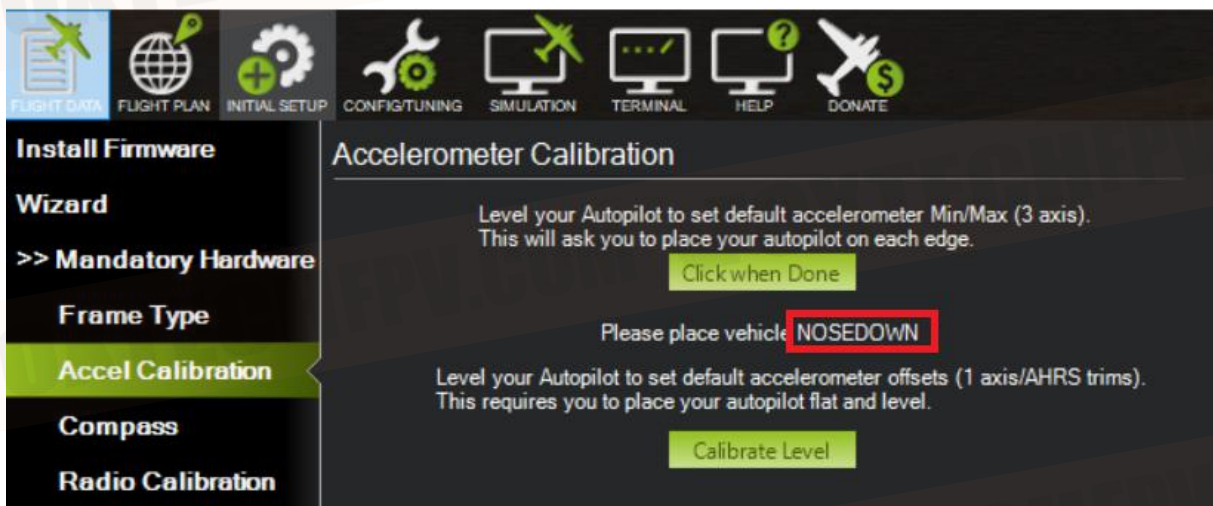 FLIGHT DATA
FLIGHT PLAN
INITIAL SETUP
CONFIG/TUNING
SIMULATION
TERMINAL
HELP
DONATE
Install Firmware
Wizard
>> Mandatory Hardware
Frame Type
Accel Calibration
Compass
Radio Calibration
Accelerometer Calibration
Level your Autopilot to set default accelerometer Min/Max (3 axis).
This will ask you to place your autopilot on each edge.
Click when Done
Please place vehicle NOSEDOWN
Level your Autopilot to set default accelerometer offsets (1 axis/AHRS trims).
This requires you to place your autopilot flat and level.
Calibrate Level